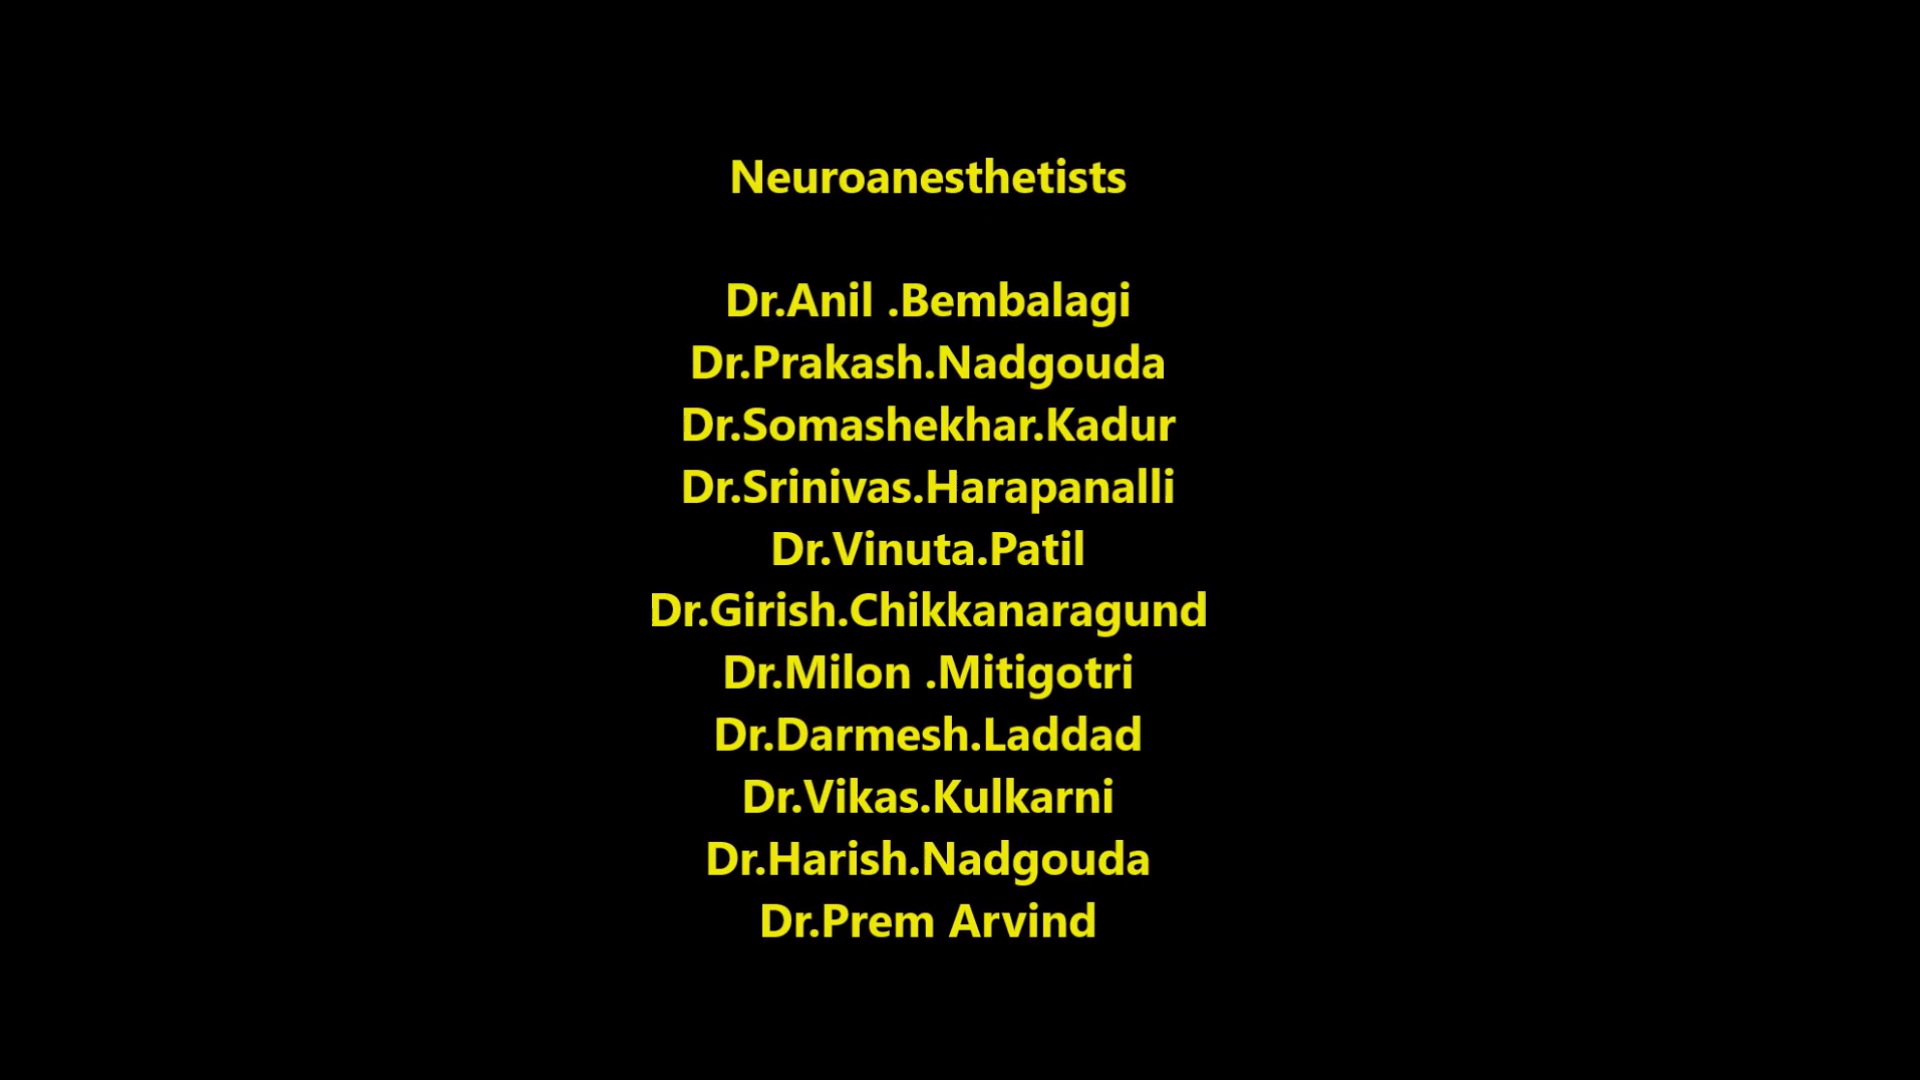 Neuroanesthetists
Dr.Anil .Bembalagi
Dr.Prakash.Nadgouda
Dr.Somashekhar.Kadur
Dr.Srinivas.Harapanalli
Dr.Vinuta.Patil
Dr.Girish.Chikkanaragund
Dr.Milon .Mitigotri
Dr.Darmesh.Laddad
Dr.Vikas.Kulkarni
Dr.Harish.Nadgouda
Dr.Prem Arvind